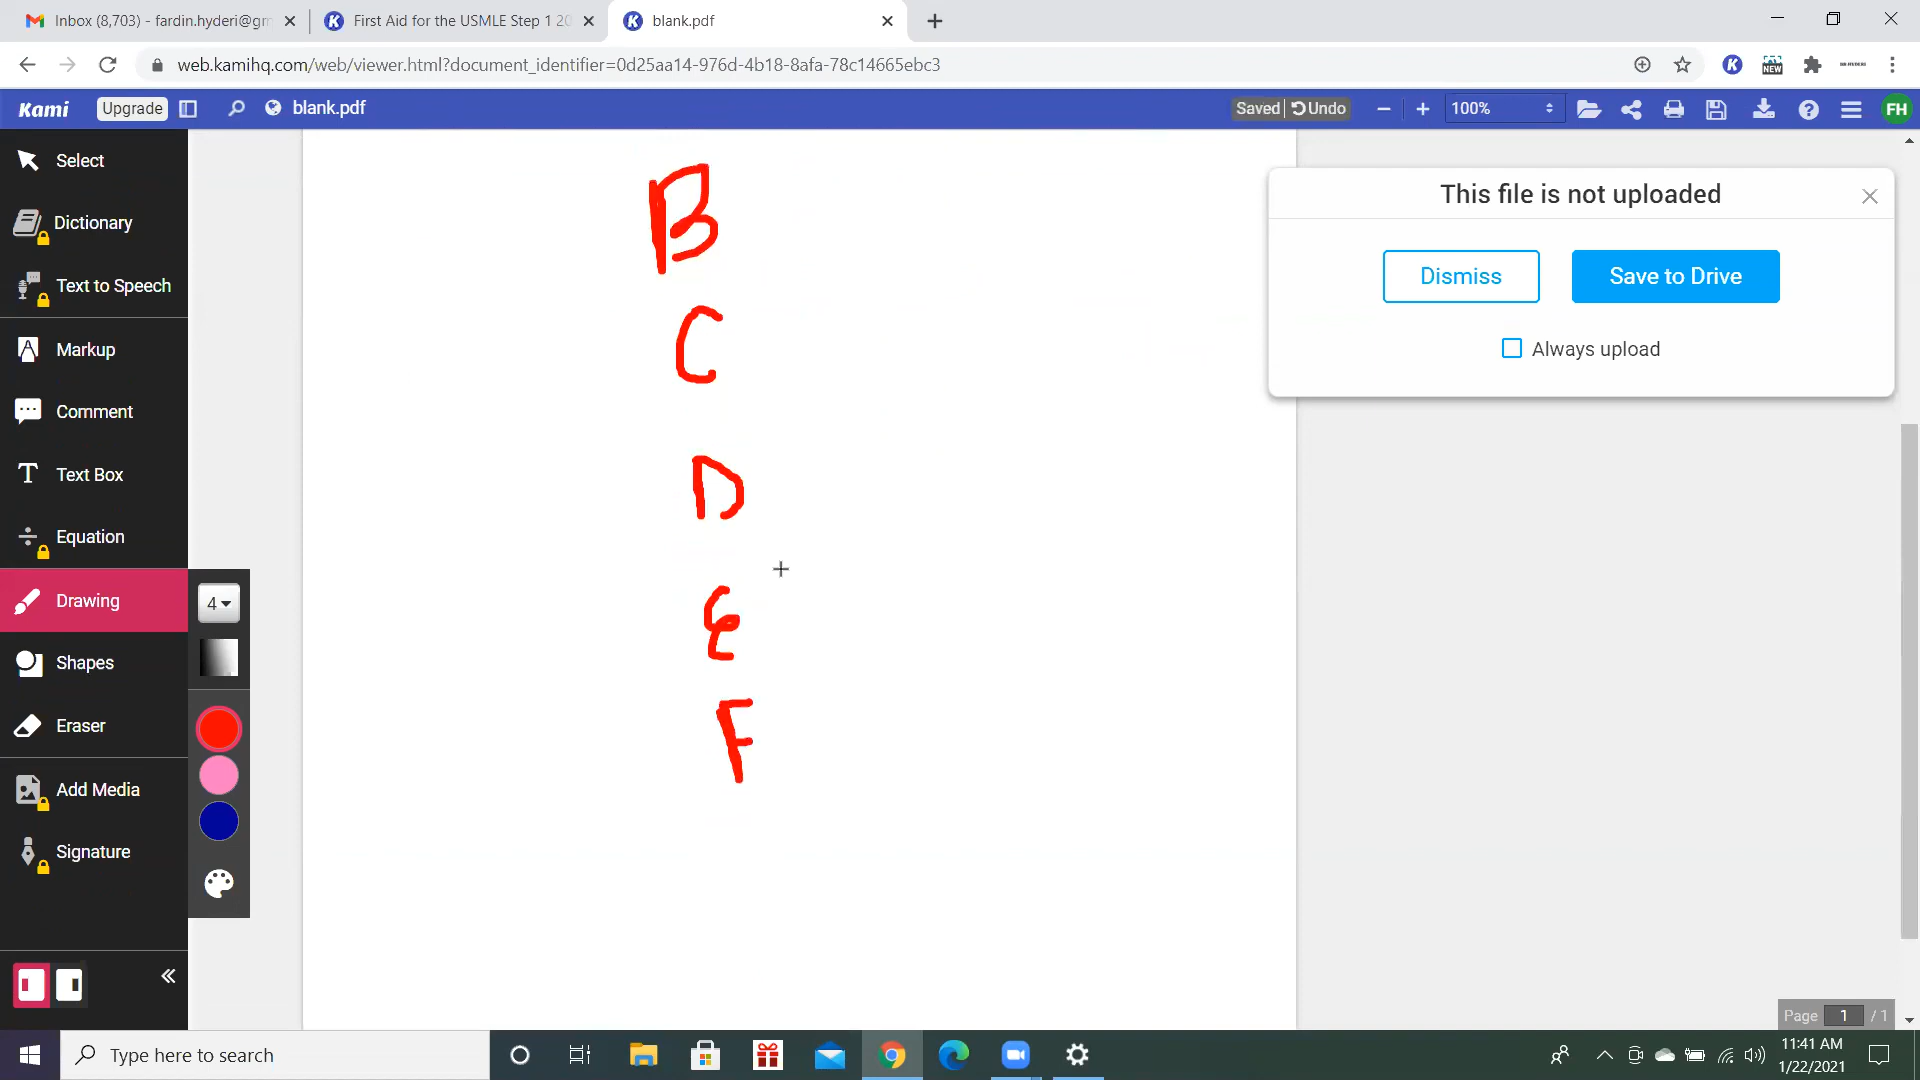 Inbox (8,703) - fardin.hyderi@gm
First Aid for the USMLE Step 1 20
blank.pdf
web.kamihq.com/web/viewer.html?document_identifier=0d25aa14-976d-4b18-8afa-78c14665ebc3
K
NEW
Kami
Upgrade
blank.pdf
Saved
Undo
100%
FH
Select
Dictionary
Text to Speech
Markup
Comment
Text Box
Equation
Drawing
4
Shapes
Eraser
Add Media
Signature
B
C
D
E
F
This file is not uploaded
Dismiss
Save to Drive
Always upload
Page 1 / 1
Type here to search
11:41 AM
1/22/2021